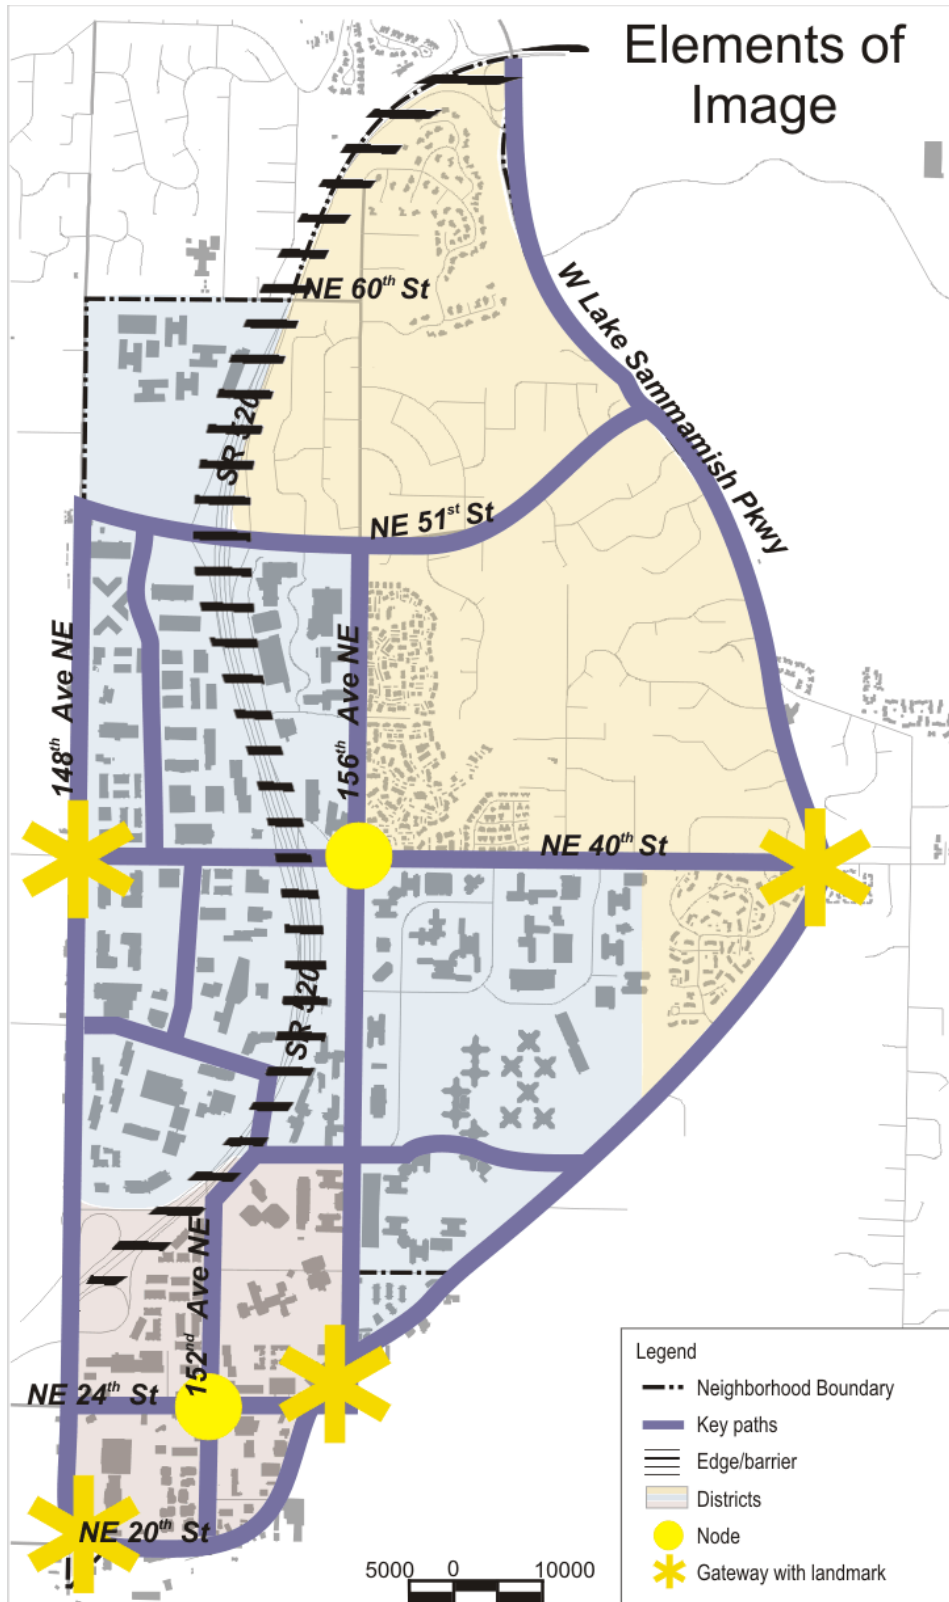 Elements of
Image
NE 60th St
W Lake Sammamish Pkwy
SR 520
NE 51st St
148th Ave NE
156th Ave NE
NE 40th St
SR 520
152nd Ave NE
NE 24th St
NE 20th St
5000 0 10000
Legend
Neighborhood Boundary
Key paths
Edge/barrier
Districts
Node
Gateway with landmark